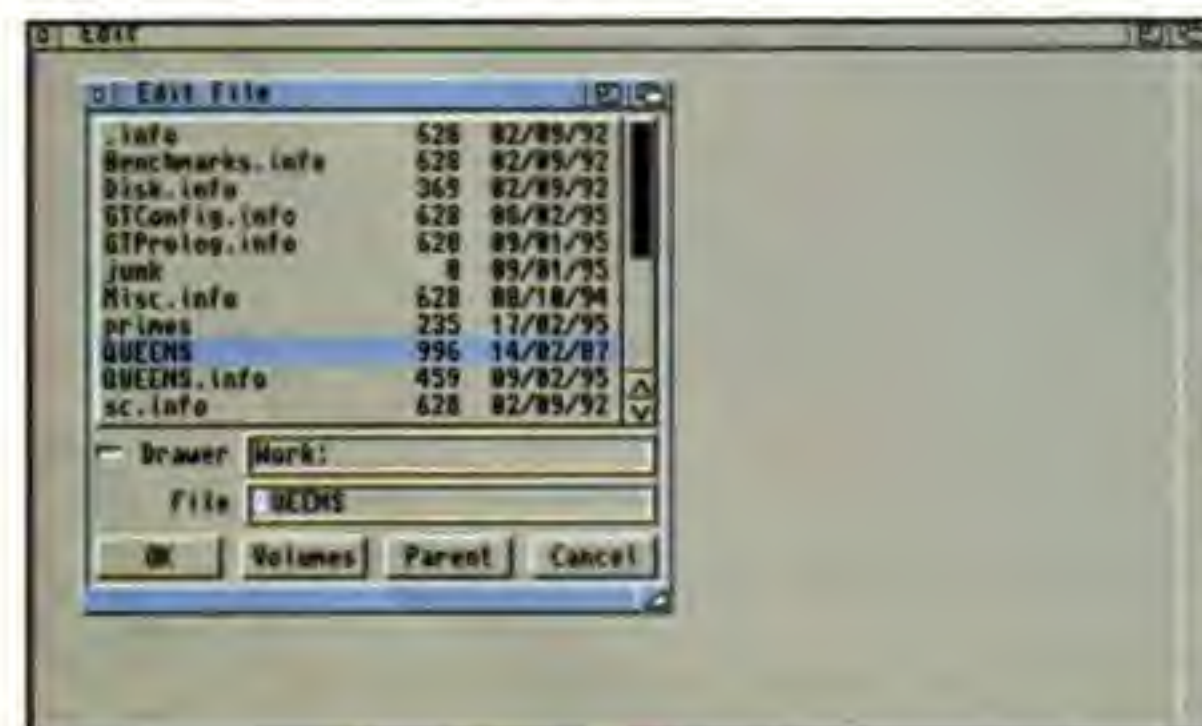 Edit
Edit File
.info 628 02/09/92
Benchmarks.info 628 02/09/92
Disk.info 369 02/09/92
GTConfig.info 628 06/02/95
GTProlog.info 628 09/01/95
junk 0 09/01/95
Misc.info 628 08/10/94
primes 235 17/02/95
QUEENS 996 14/02/87
QUEENS.info 459 09/02/95
sc.info 628 02/09/92
Drawer Work:
File QUEENS
OK Volumes Parent Cancel